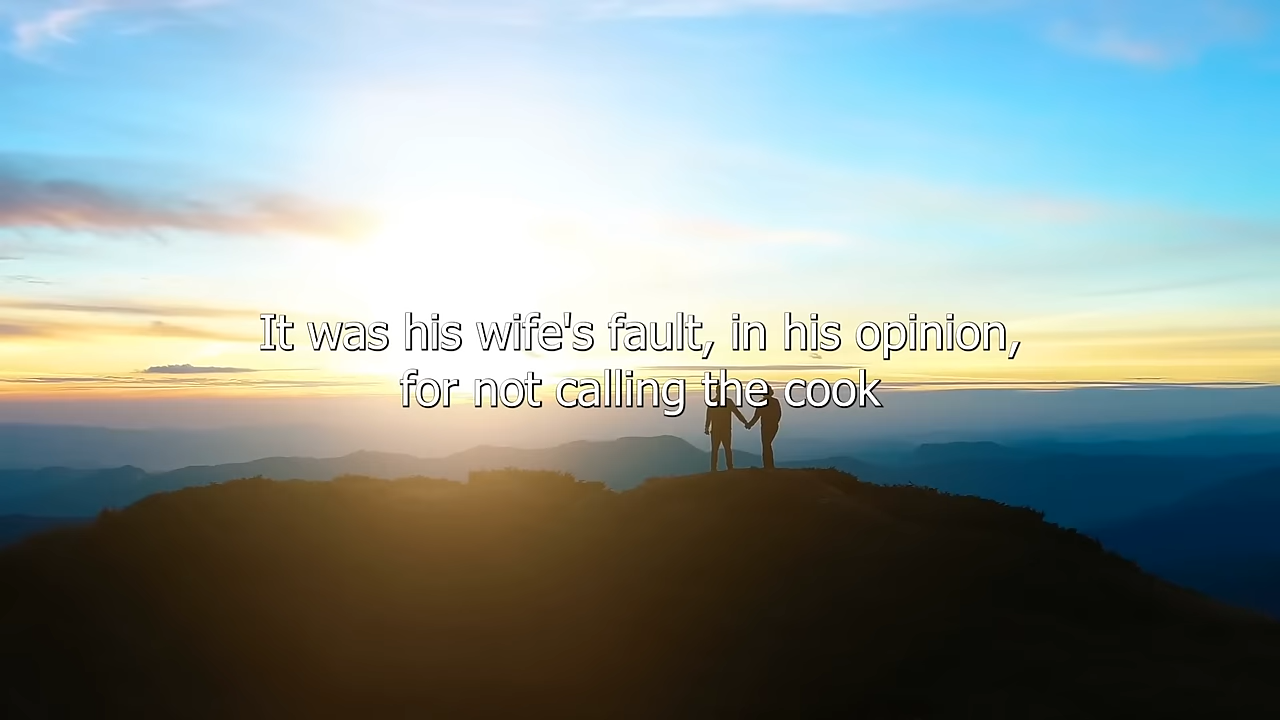 It was his wife's fault, in his opinion,
for not calling the cook